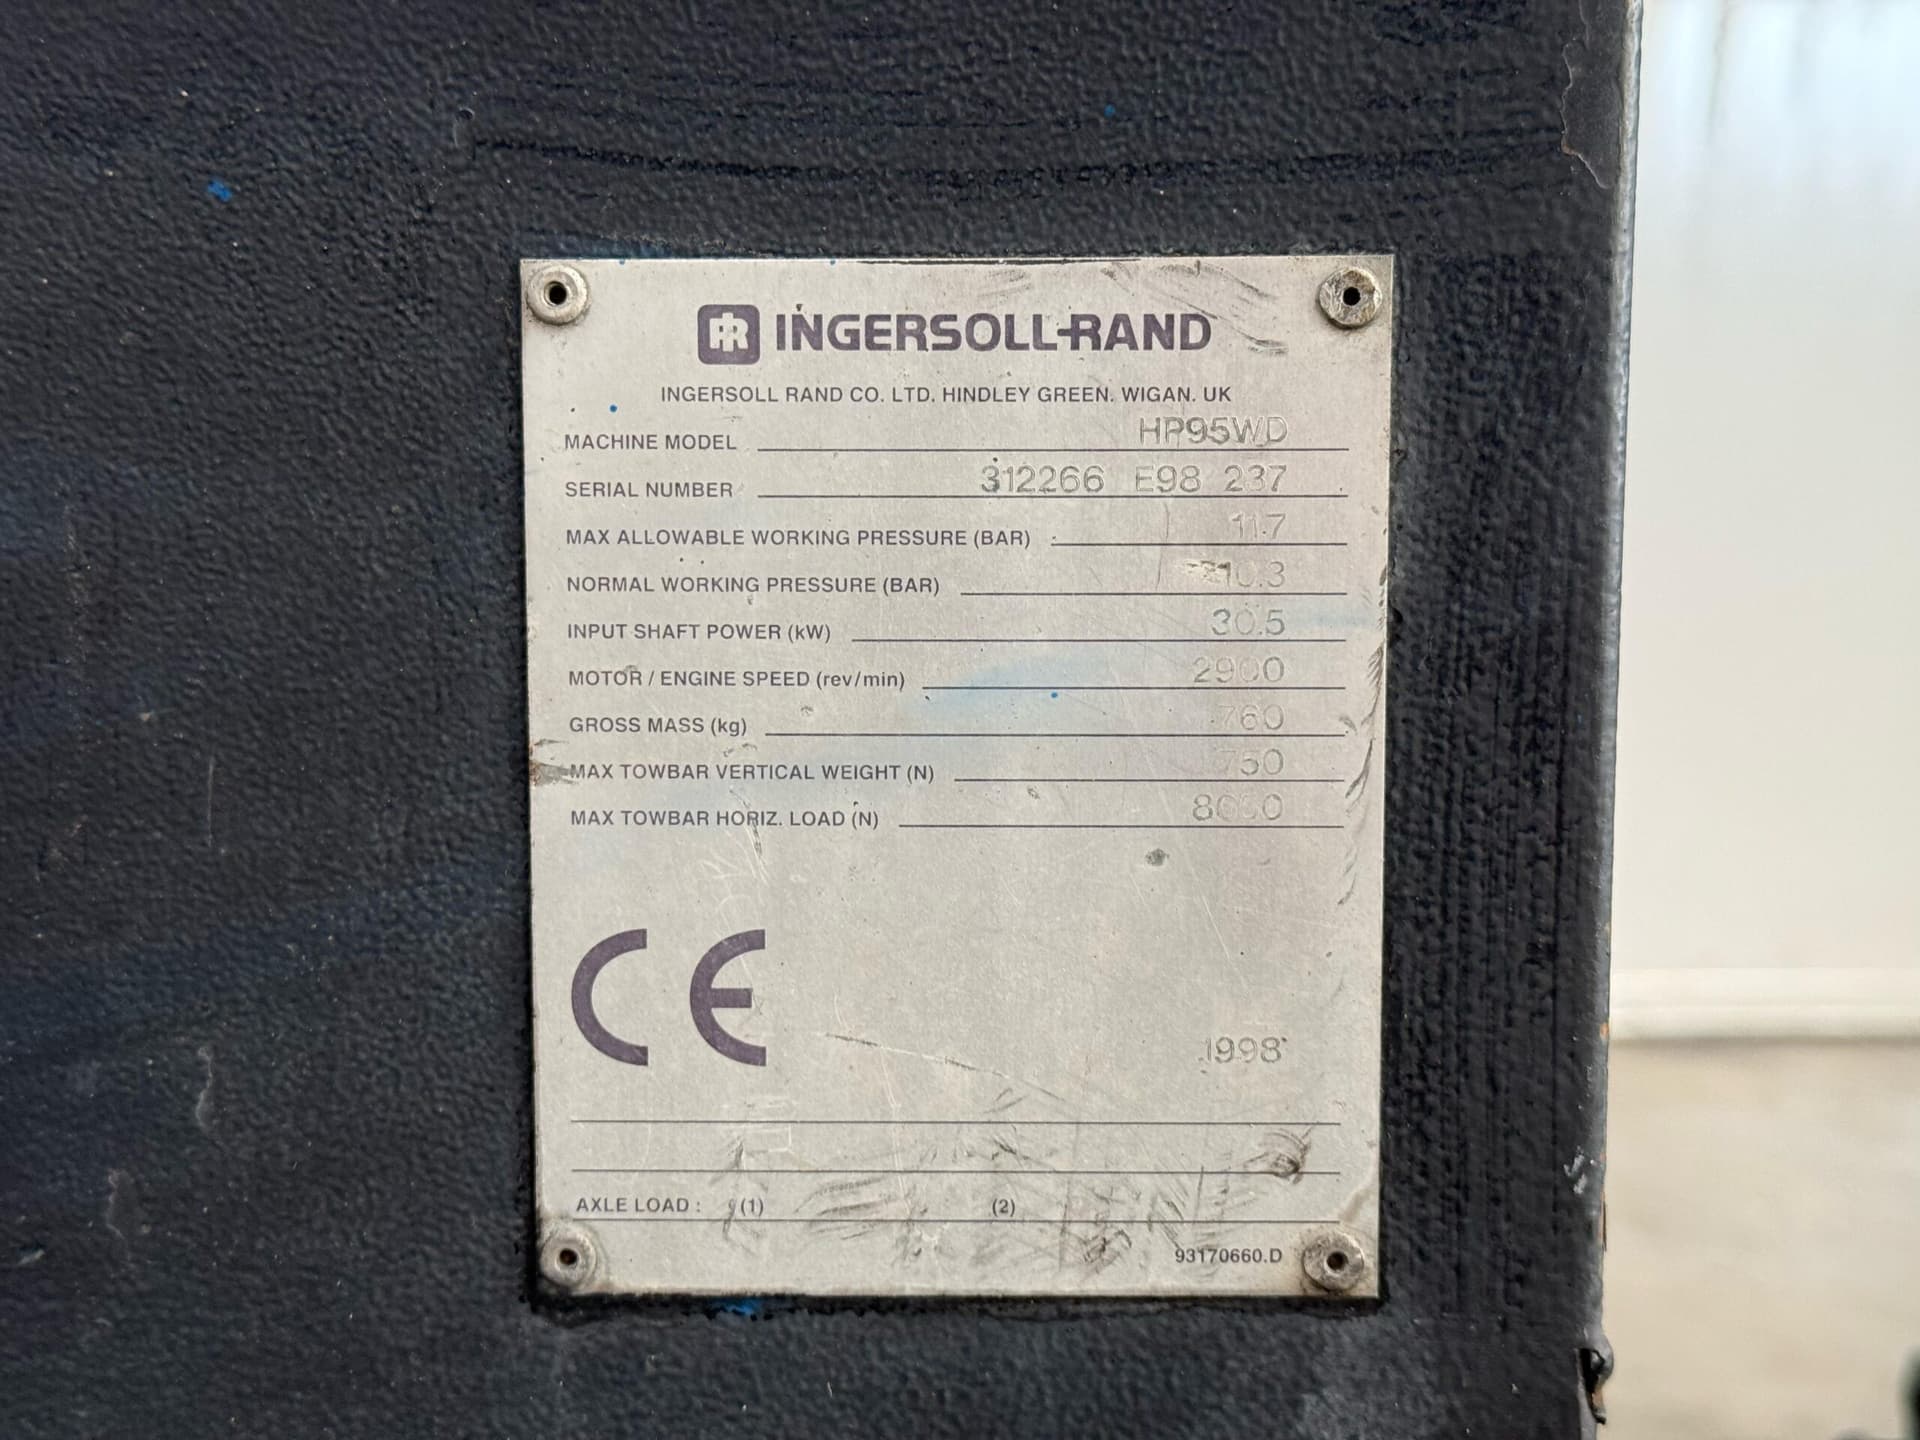 IR INGERSOLL-RAND
INGERSOLL RAND CO. LTD. HINDLEY GREEN. WIGAN. UK
MACHINE MODEL HP95WD
SERIAL NUMBER 312266 E98 237
MAX ALLOWABLE WORKING PRESSURE (BAR) 11.7
NORMAL WORKING PRESSURE (BAR) 10.3
INPUT SHAFT POWER (kW) 30.5
MOTOR / ENGINE SPEED (rev/min) 2900
GROSS MASS (kg) 760
MAX TOWBAR VERTICAL WEIGHT (N) 750
MAX TOWBAR HORIZ. LOAD (N)
CE
1998
AXLE LOAD : (1) (2)
93170660.D